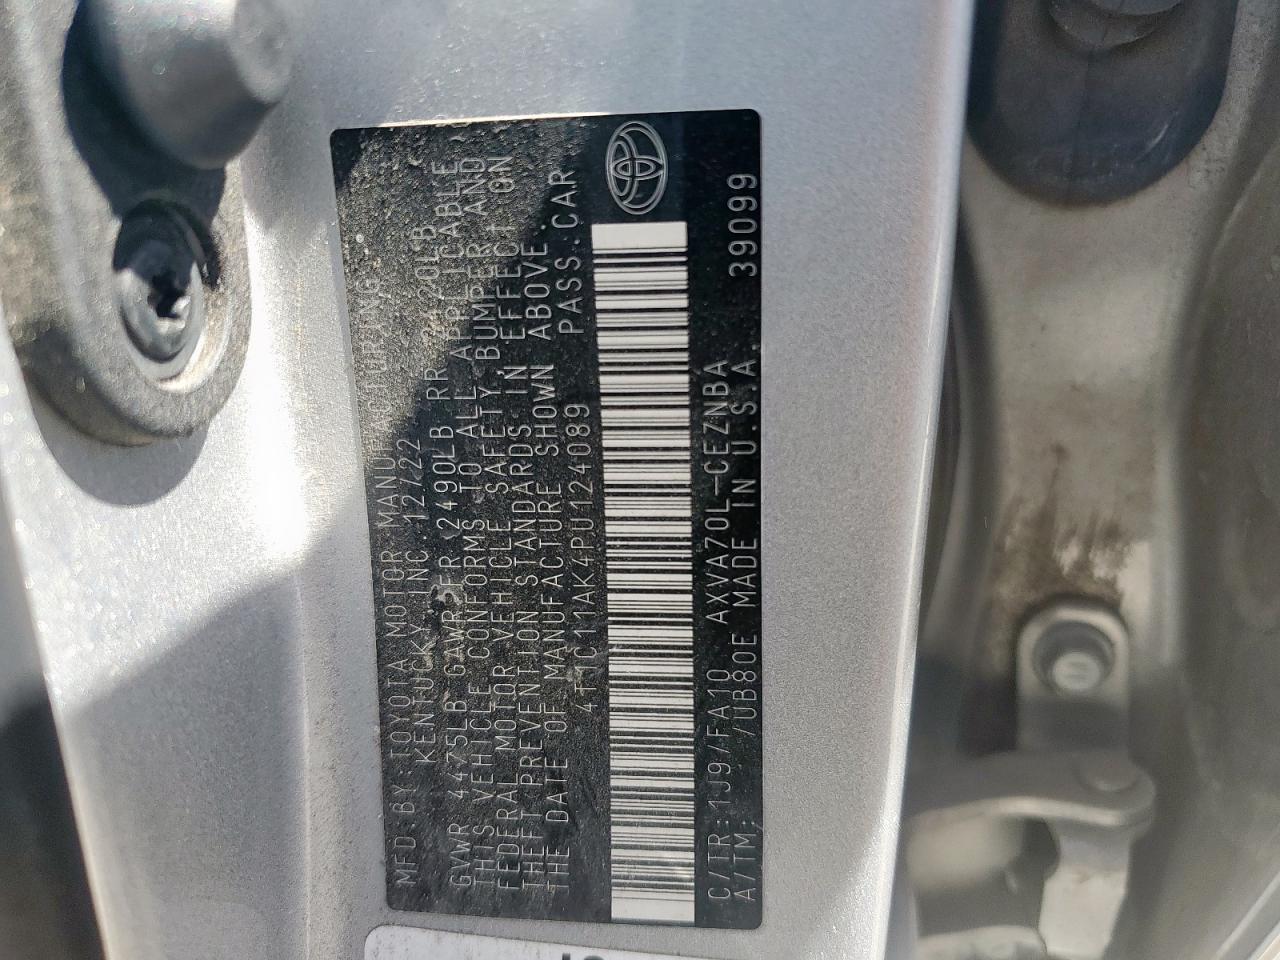 MFD. BY: TOYOTA MOTOR MANUFACTURING
KENTUCKY, INC. 12/22
GVWR 4475LB GAWR FR 2490LB RR 2240LB
THIS VEHICLE CONFORMS TO ALL APPLICABLE
FEDERAL MOTOR VEHICLE SAFETY, BUMPER, AND
THEFT PREVENTION STANDARDS IN EFFECT ON
THE DATE OF MANUFACTURE SHOWN ABOVE.
4T1C11AK4PU124089 PASS. CAR
C/TR: 1J9/FA10 AXVA70L-CEZNBA
A/TM: /UB80E MADE IN U.S.A. 39099